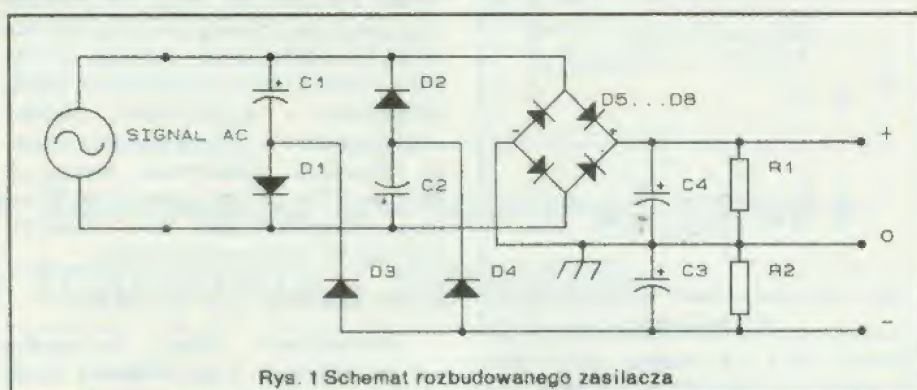 C1
D2
D5...D8
SIGNAL AC
D1
C2
C4
R1
+
O
D3
D4
C3
R2
-
Rys. 1 Schemat rozbudowanego zasilacza